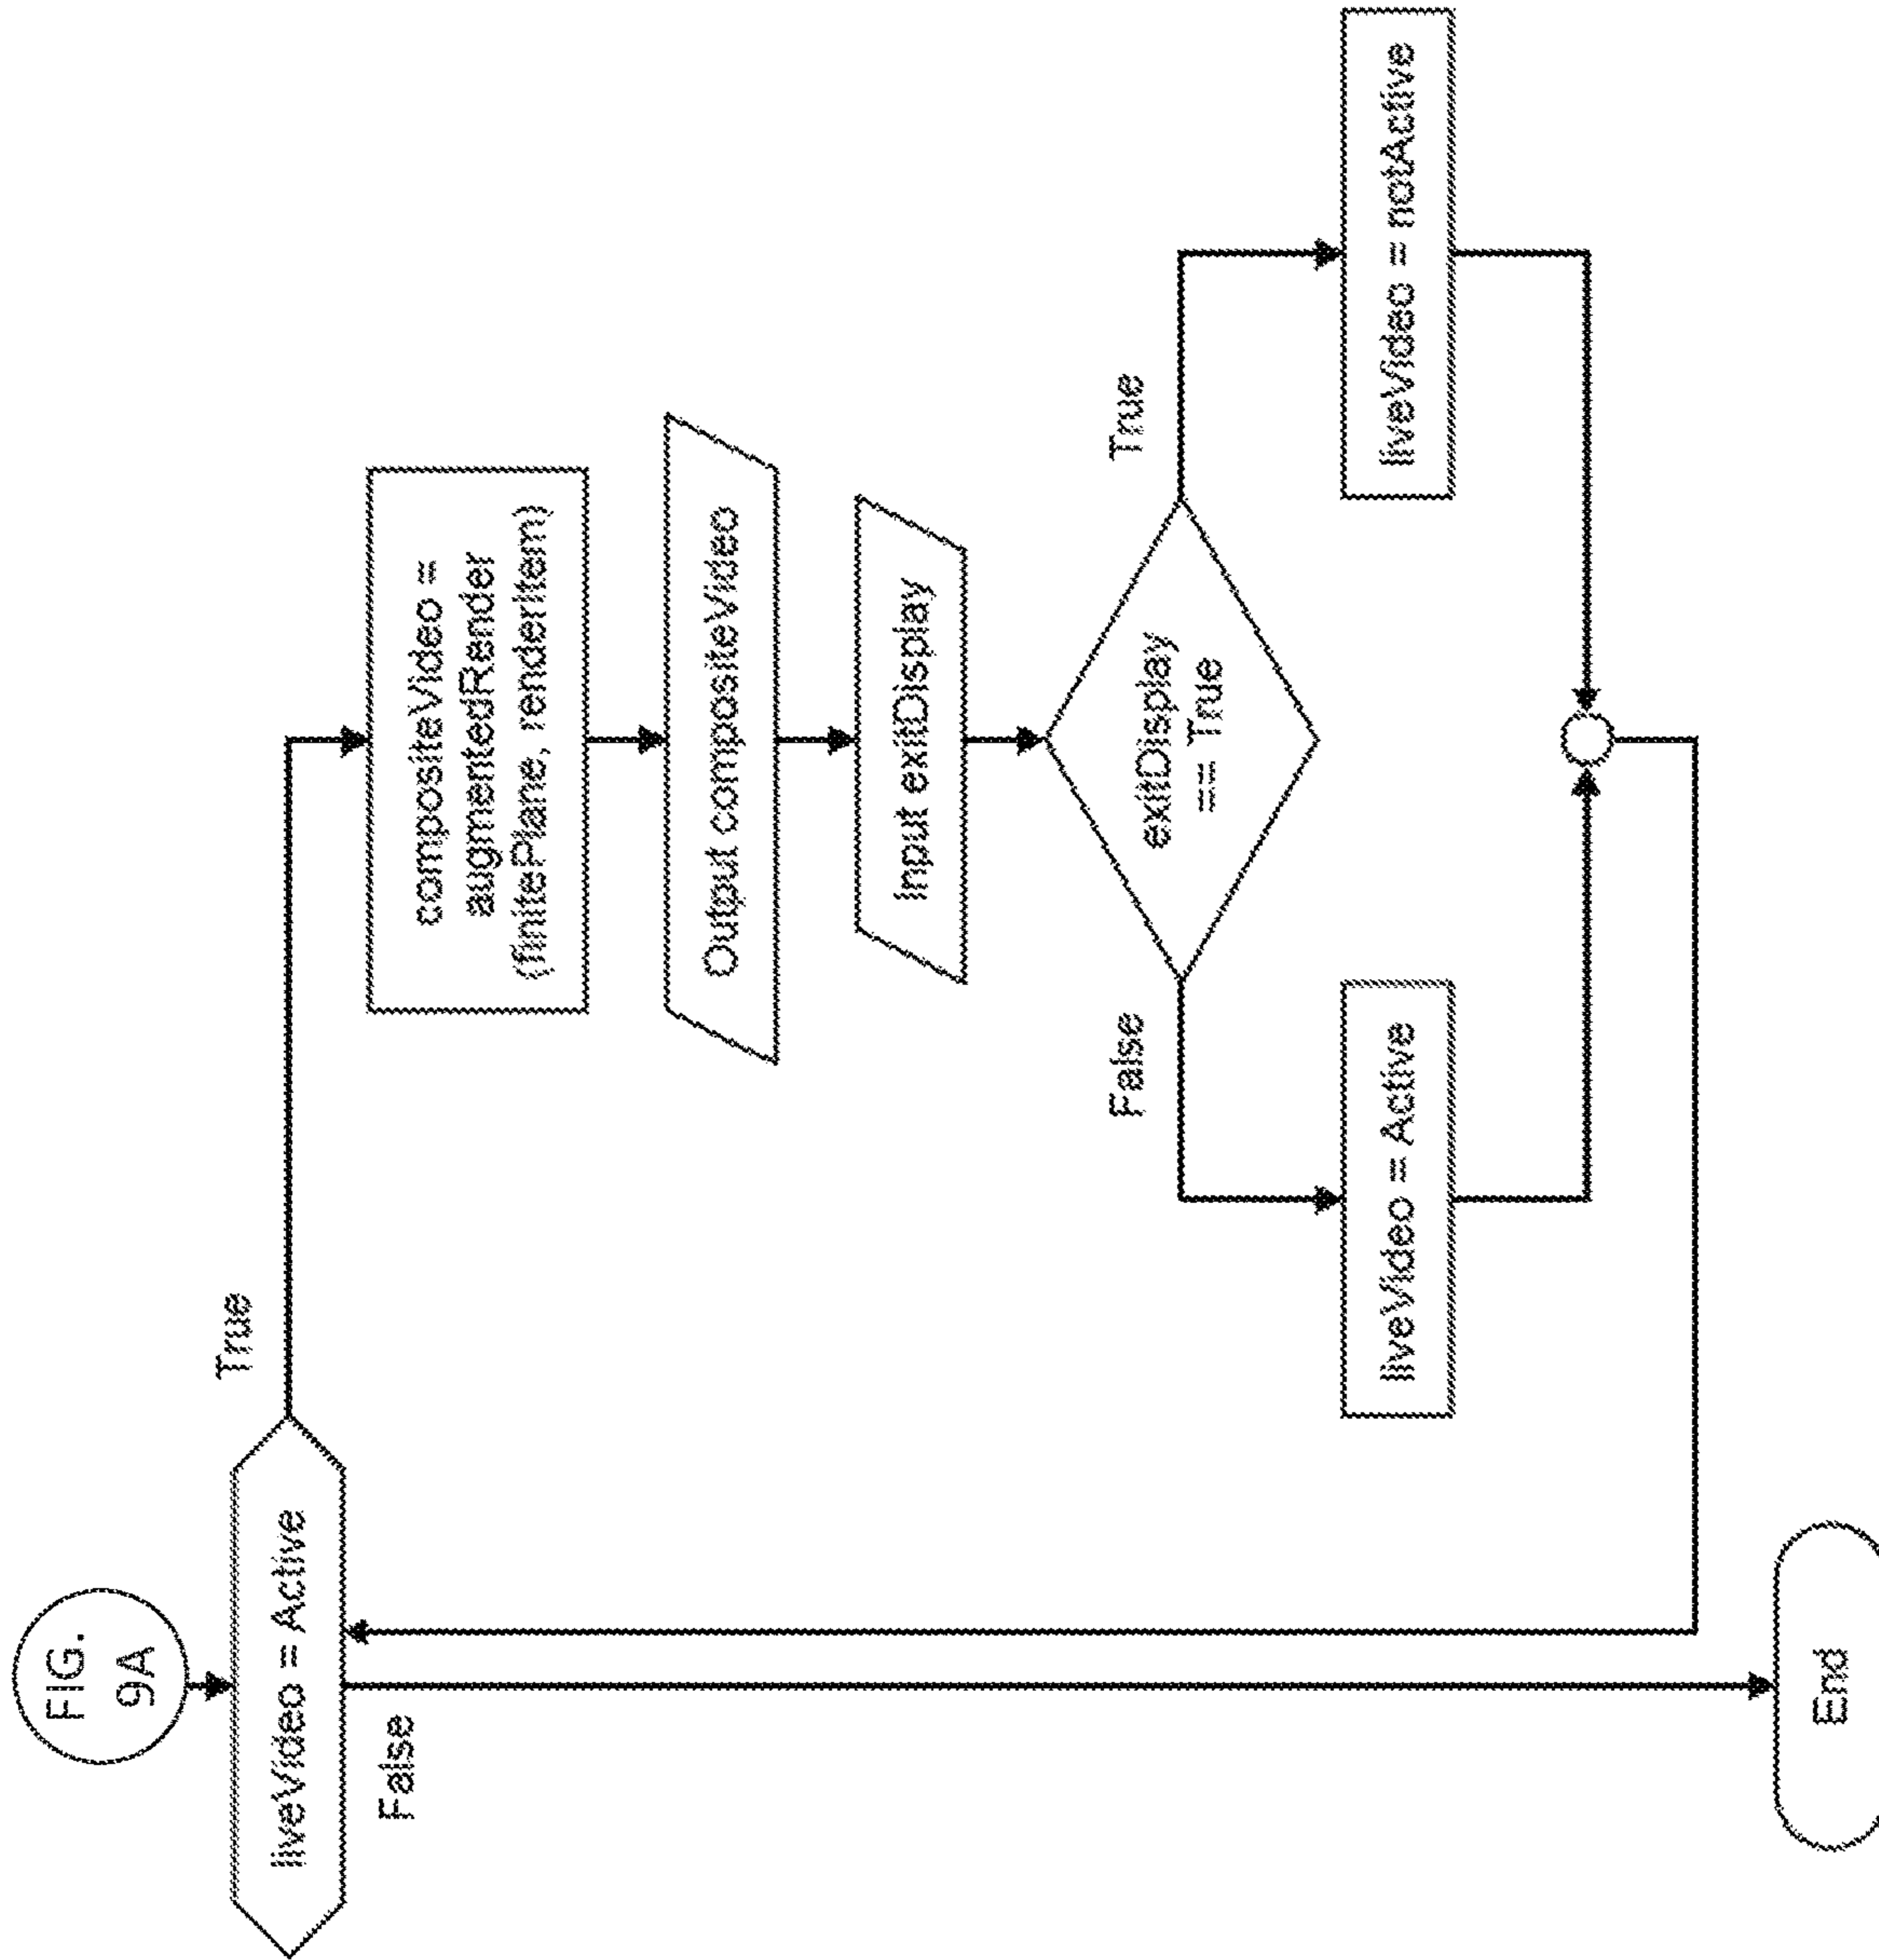 FIG.
9A
liveVideo = Active
True
False
compositeVideo =
augmentedRender
(finitePlane, renderItem)
Output compositeVideo
Input exitDisplay
exitDisplay
== True
False
True
liveVideo = Active
liveVideo = notActive
End